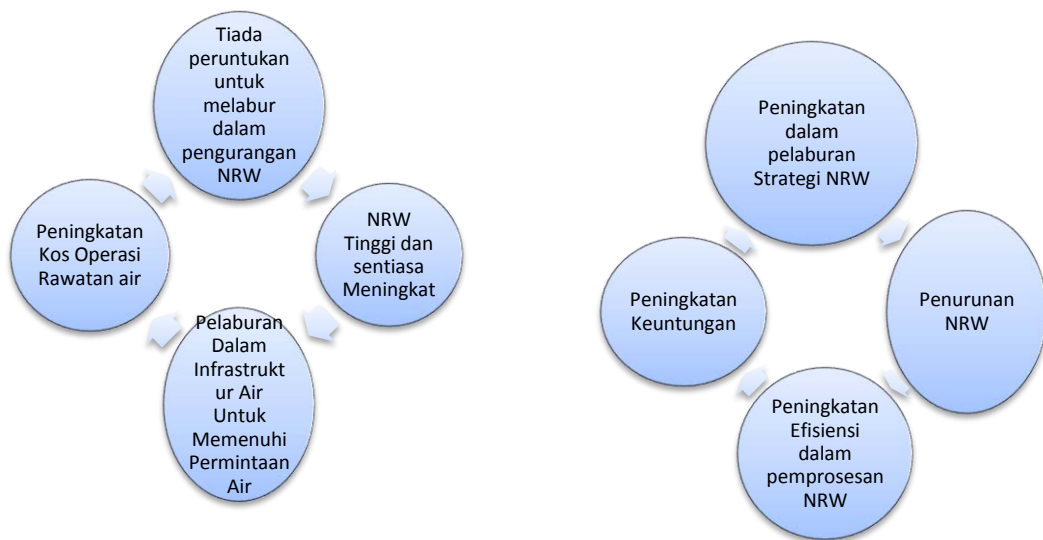 Tiada
peruntukan
untuk
melabur
dalam
pengurangan
NRW
NRW
Tinggi dan
sentiasa
Meningkat
Pelaburan
Dalam
Infrastrukt
ur Air
Untuk
Memenuhi
Permintaan
Air
Peningkatan
Kos Operasi
Rawatan air
Peningkatan
dalam
pelaburan
Strategi NRW
Penurunan
NRW
Peningkatan
Efisiensi
dalam
pemprosesan
NRW
Peningkatan
Keuntungan